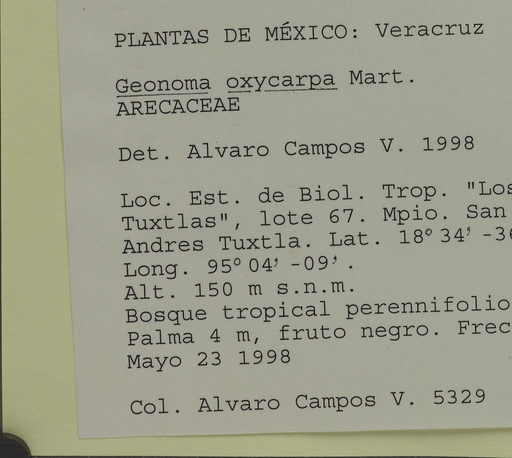 PLANTAS DE MÉXICO: Veracruz
Geonoma oxycarpa Mart.
ARECACEAE
Det. Alvaro Campos V. 1998
Loc. Est. de Biol. Trop. "Los
Tuxtlas", lote 67. Mpio. San
Andres Tuxtla. Lat. 18°34'-36
Long. 95°04'-09'.
Alt. 150 m s.n.m.
Bosque tropical perennifolio
Palma 4 m, fruto negro. Frec
Mayo 23 1998
Col. Alvaro Campos V. 5329